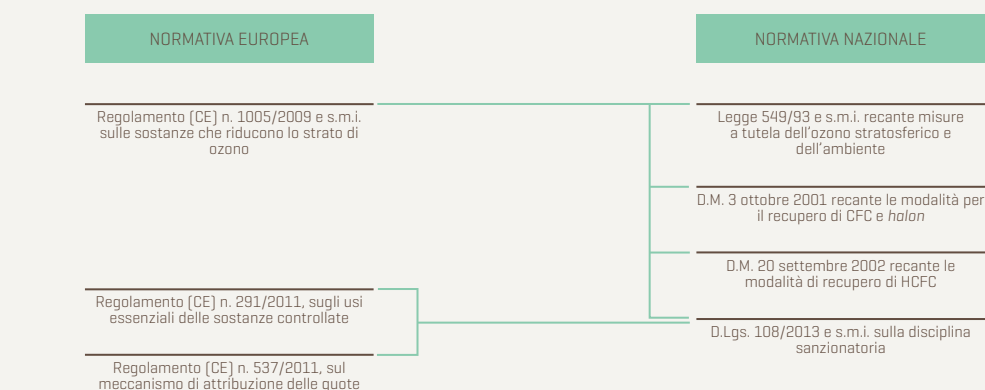 NORMATIVA EUROPEA
Regolamento (CE) n. 1005/2009 e s.m.i.
sulle sostanze che riducono lo strato di
ozono
Regolamento (CE) n. 291/2011, sugli usi
essenziali delle sostanze controllate
Regolamento (CE) n. 537/2011, sul
meccanismo di attribuzione delle quote
NORMATIVA NAZIONALE
Legge 549/93 e s.m.i. recante misure
a tutela dell'ozono stratosferico e
dell'ambiente
D.M. 3 ottobre 2001 recante le modalità per
il recupero di CFC e halon
D.M. 20 settembre 2002 recante le
modalità di recupero di HCFC
D.Lgs. 108/2013 e s.m.i. sulla disciplina
sanzionatoria